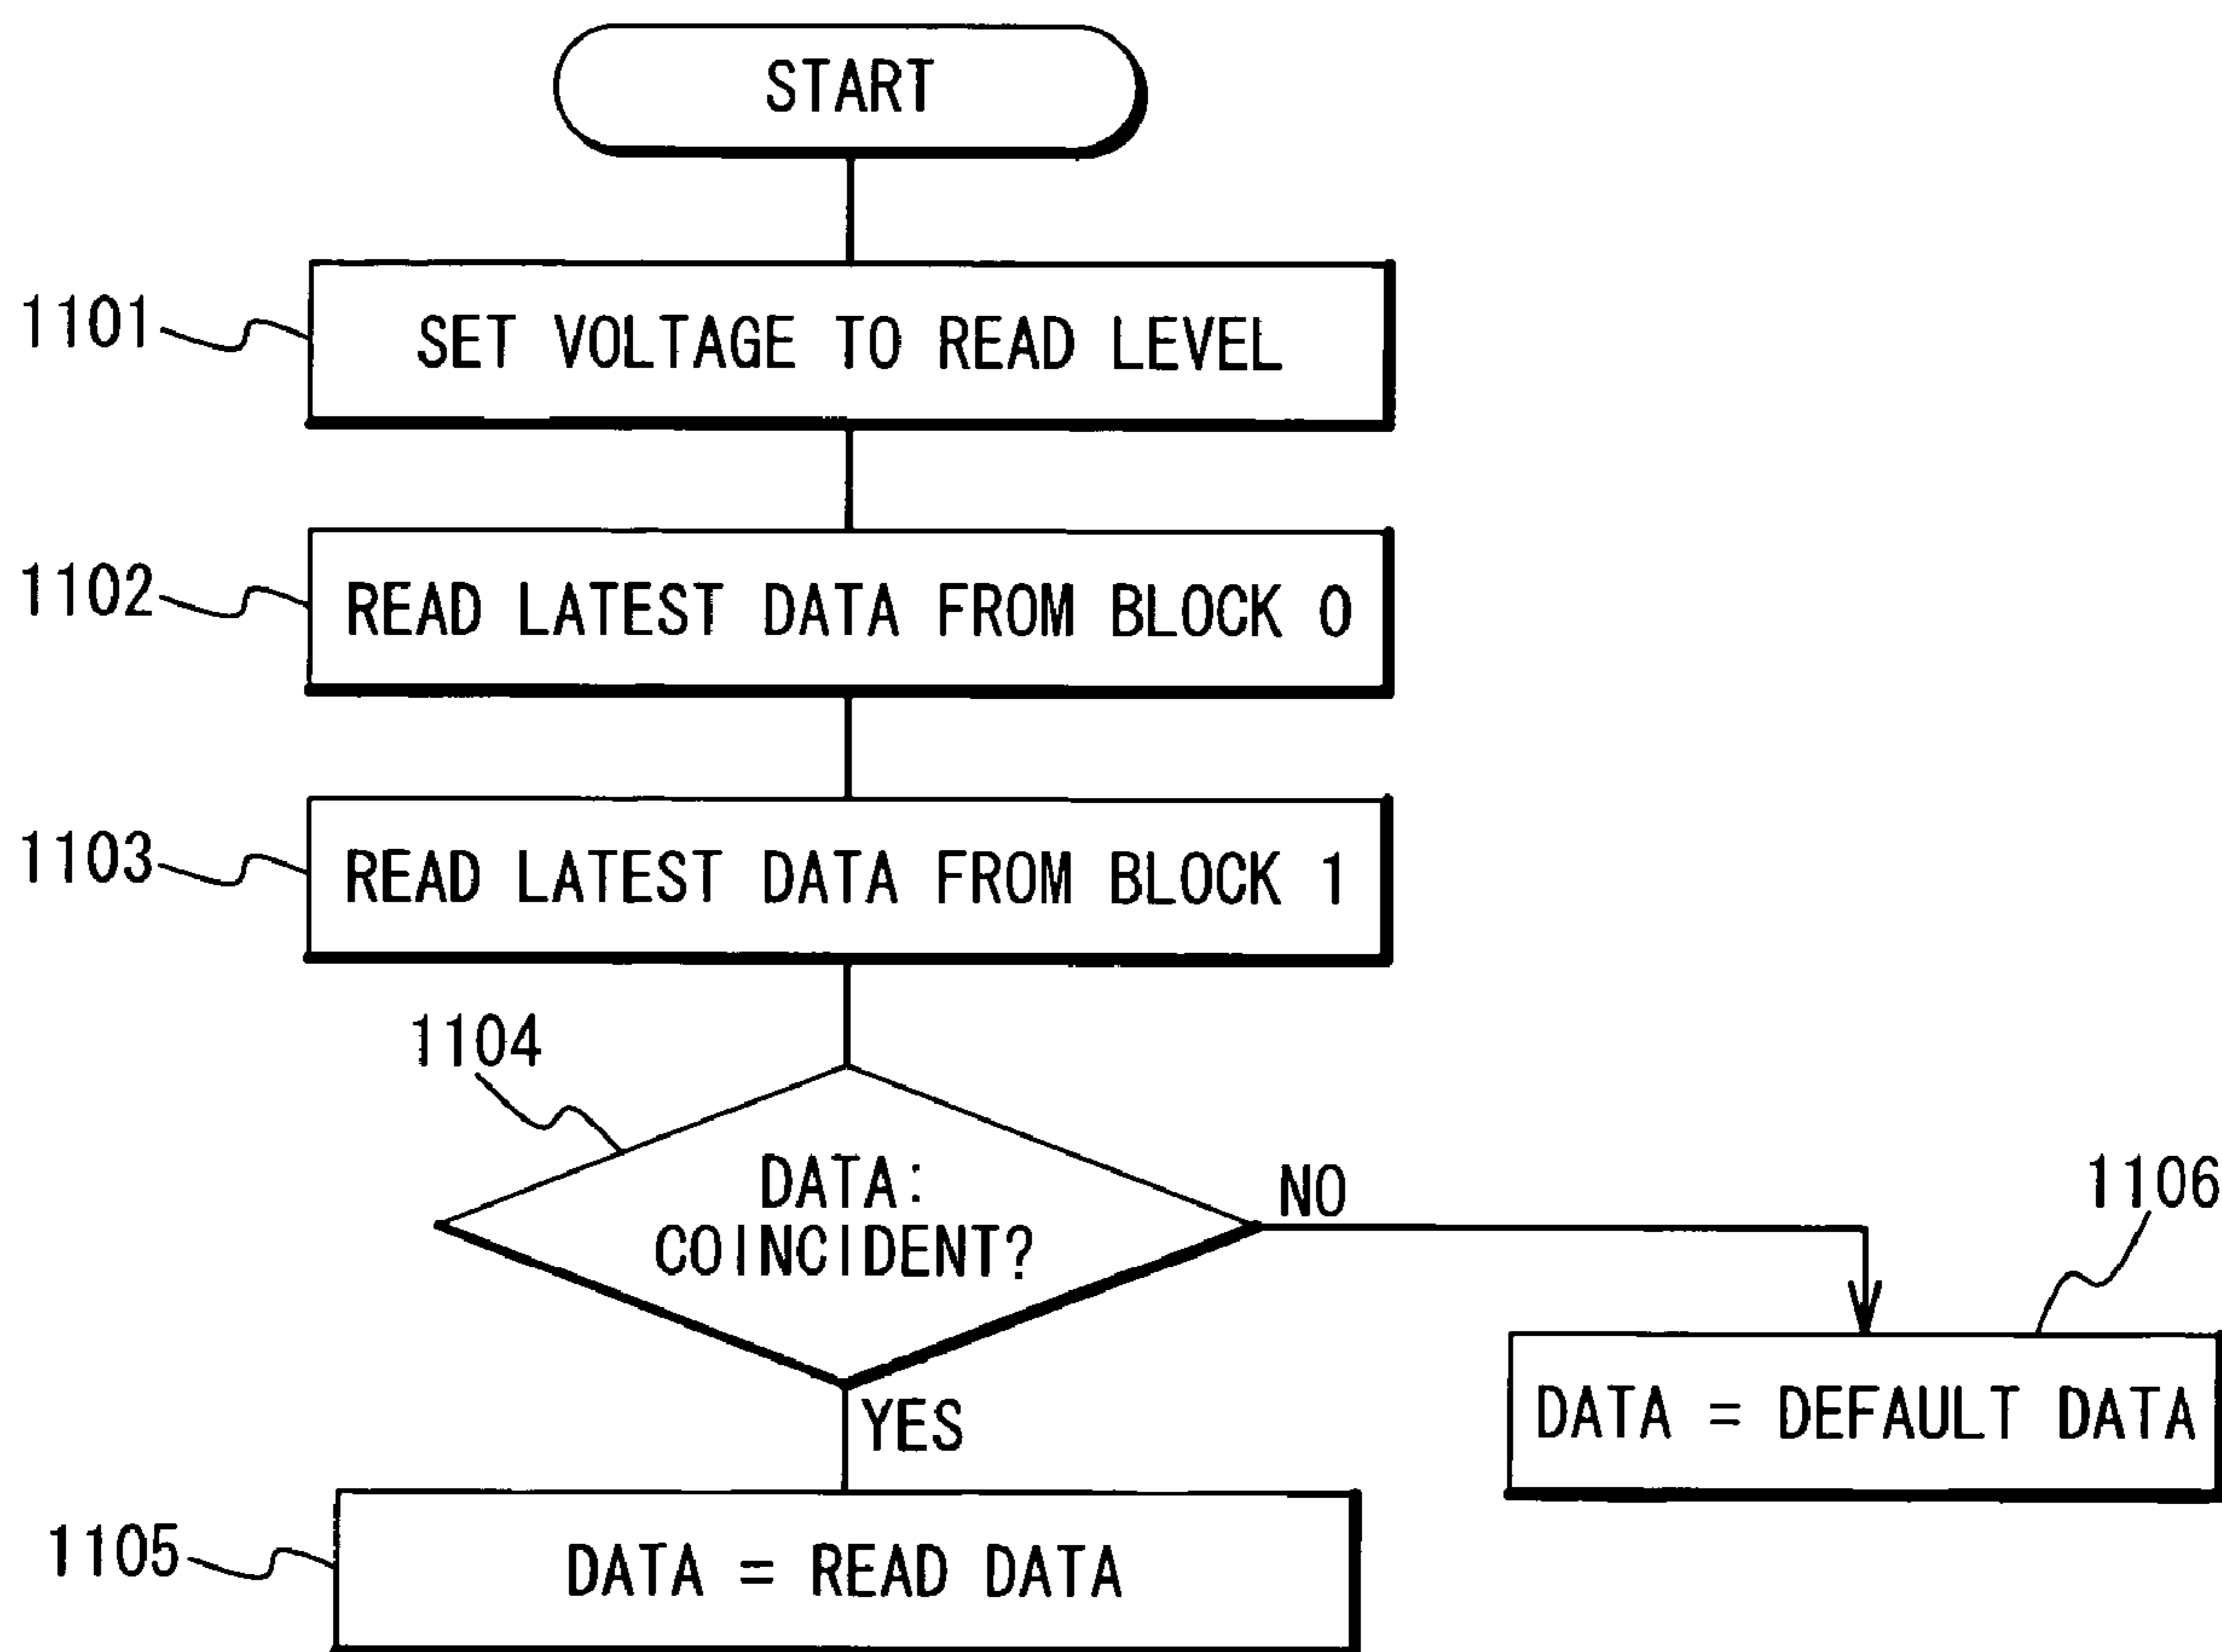 START
1101
SET VOLTAGE TO READ LEVEL
1102
READ LATEST DATA FROM BLOCK 0
1103
READ LATEST DATA FROM BLOCK 1
1104
DATA:
COINCIDENT?
NO
1106
YES
DATA = DEFAULT DATA
1105
DATA = READ DATA